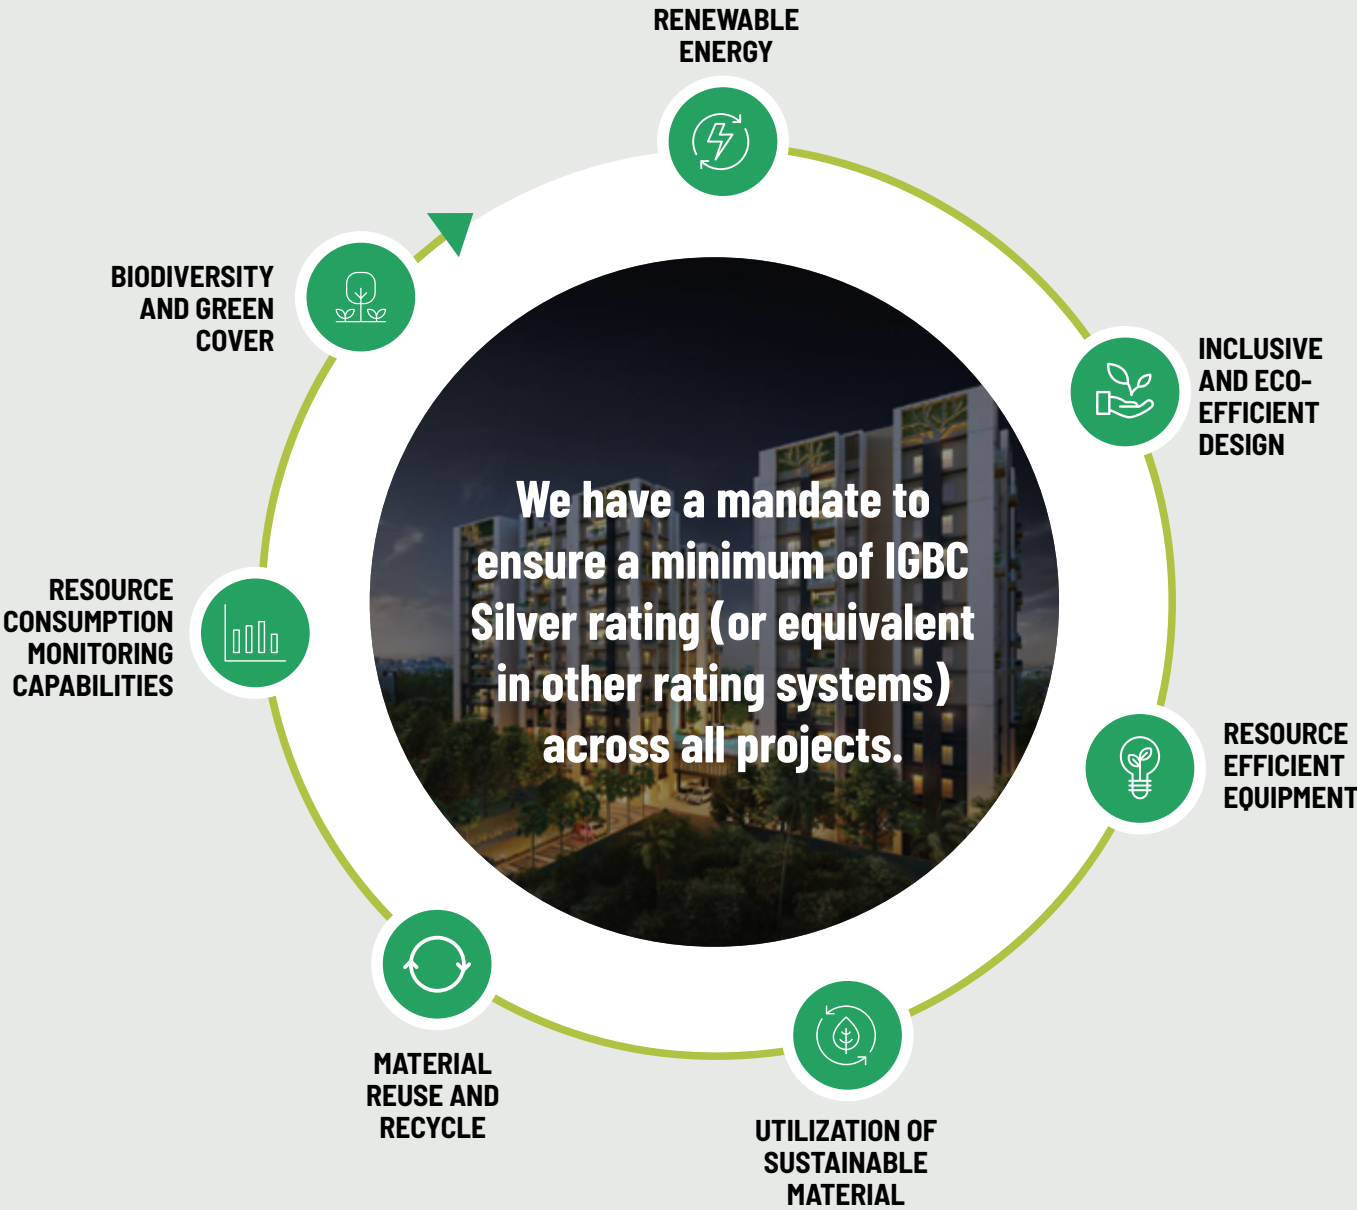 RENEWABLE
ENERGY
INCLUSIVE
AND ECO-
EFFICIENT
DESIGN
RESOURCE
EFFICIENT
EQUIPMENT
UTILIZATION OF
SUSTAINABLE
MATERIAL
MATERIAL
REUSE AND
RECYCLE
RESOURCE
CONSUMPTION
MONITORING
CAPABILITIES
BIODIVERSITY
AND GREEN
COVER
We have a mandate to
ensure a minimum of IGBC
Silver rating (or equivalent
in other rating systems)
across all projects.